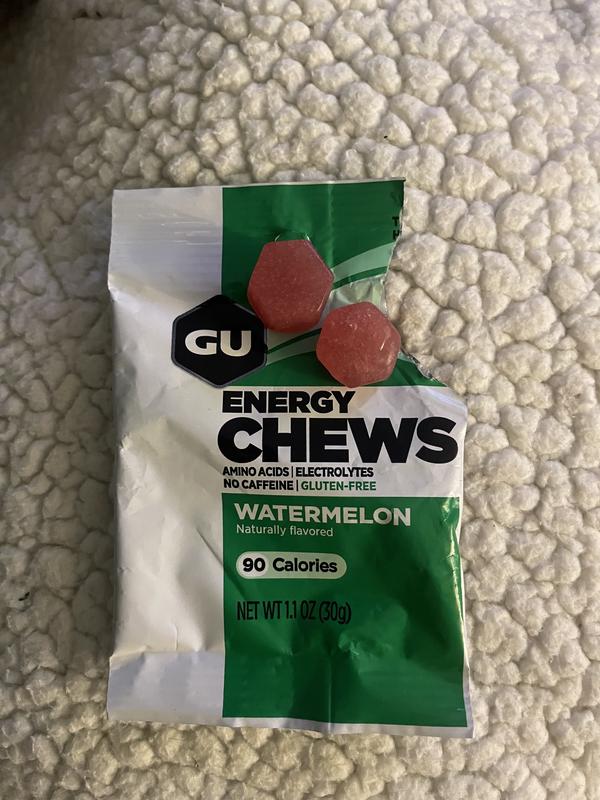 GU
ENERGY
CHEWS
AMINO ACIDS | ELECTROLYTES
NO CAFFEINE | GLUTEN-FREE
WATERMELON
Naturally flavored
90 Calories
NET WT 1.1 OZ (30g)